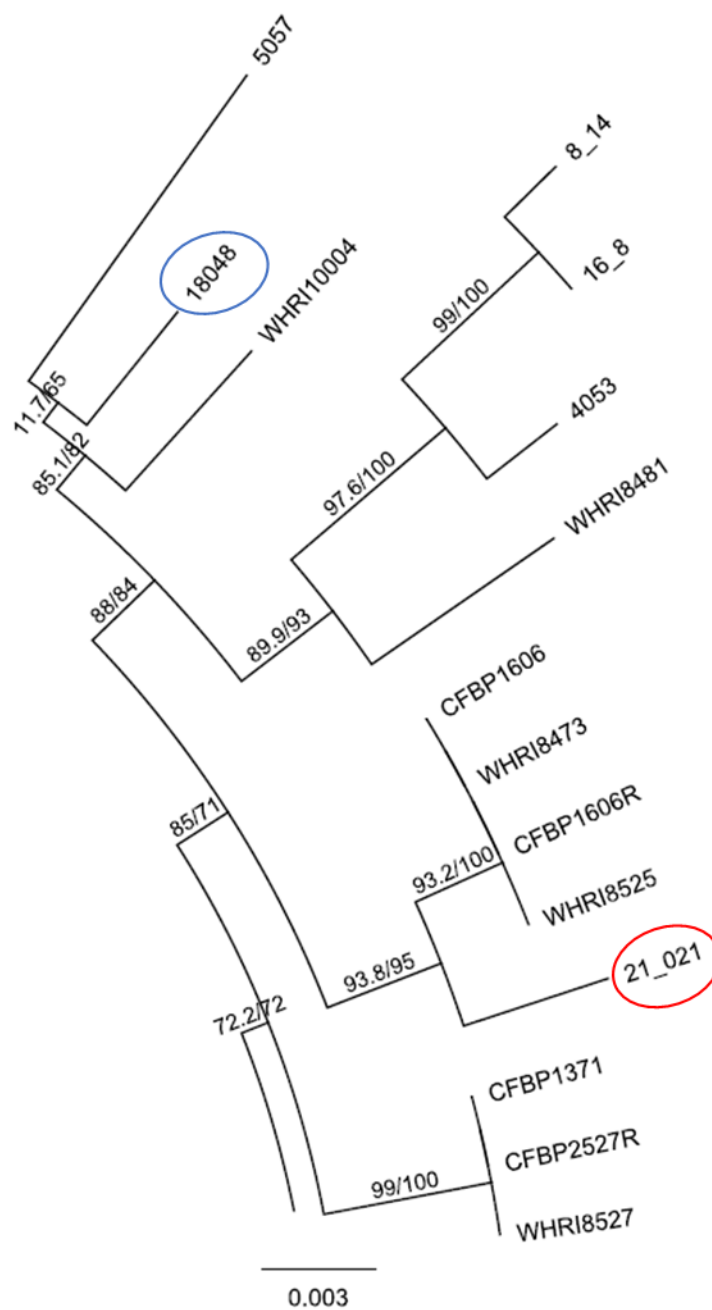 5057
8_14
18048
WHRI10004
16_8
99/100
11.7/65
4053
85.1/82
97.6/100
WHRI8481
88/84
89.9/93
CFBP1606
WHRI8473
85/71
CFBP1606R
93.2/100
WHRI8525
93.8/95
21_021
72.2/72
CFBP1371
CFBP2527R
99/100
WHRI8527
0.003